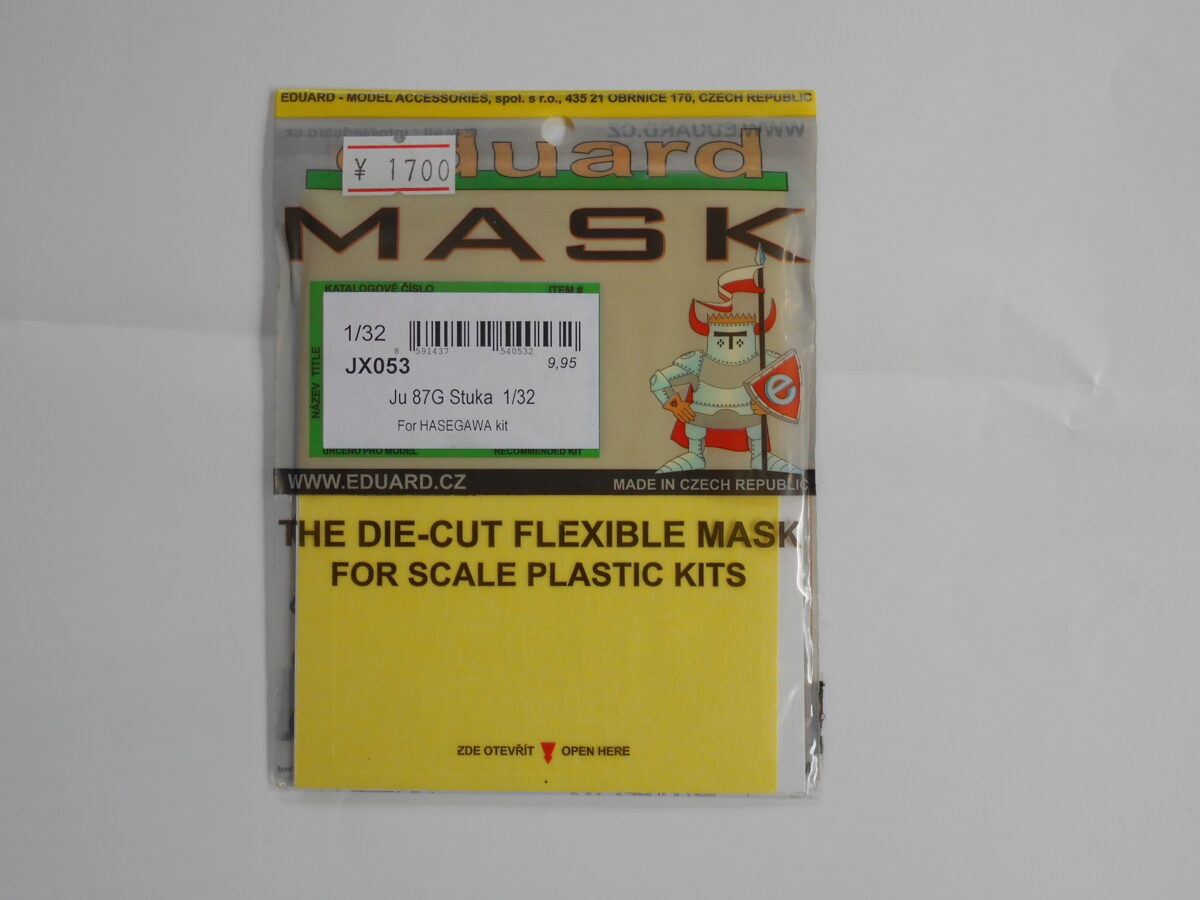 EDUARD - MODEL ACCESSORIES, spol. s r.o., 435 21 OBRNICE 170, CZECH REPUBLIC
WWW.EDUARD.CZ
eduard
¥ 1700
MASK
KATALOGOVÉ ČÍSLO ITEM #
NÁZEV TITLE
1/32
8 591437 540532
JX053 9,95
Ju 87G Stuka 1/32
For HASEGAWA kit
URČENO PRO MODEL RECOMMENDED KIT
e
WWW.EDUARD.CZ MADE IN CZECH REPUBLIC
THE DIE-CUT FLEXIBLE MASK
FOR SCALE PLASTIC KITS
ZDE OTEVŘÍT OPEN HERE